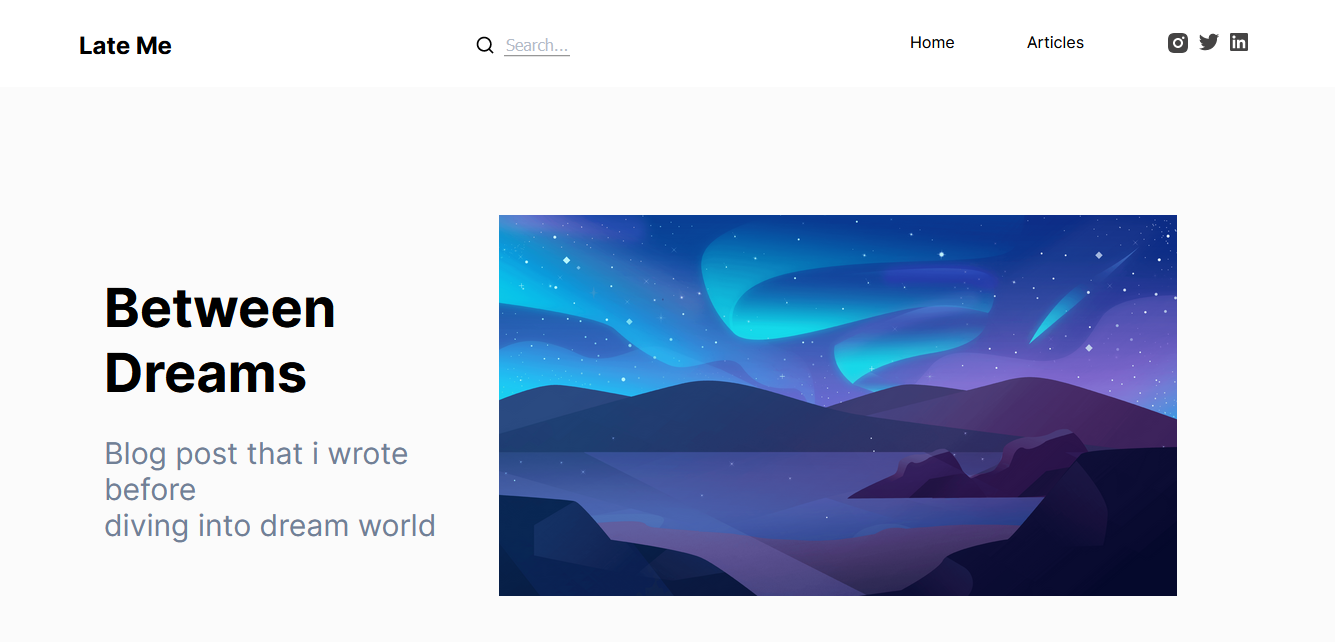 Late Me
Search...
Home
Articles
Between
Dreams
Blog post that i wrote
before
diving into dream world